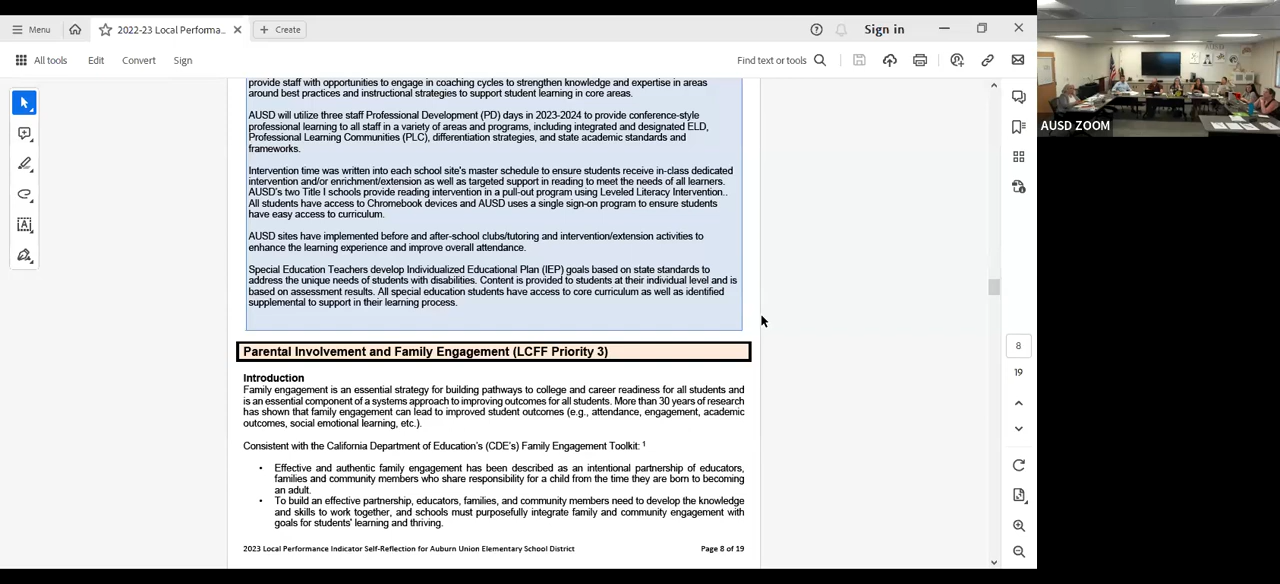 Menu
2022-23 Local Performa...
Create
Sign in
All tools
Edit
Convert
Sign
Find text or tools
provide staff with opportunities to engage in coaching cycles to strengthen knowledge and expertise in areas
around best practices and instructional strategies to support student learning in core areas.
AUSD will utilize three staff Professional Development (PD) days in 2023-2024 to provide conference-style
professional learning to all staff in a variety of areas and programs, including integrated and designated ELD,
Professional Learning Communities (PLC), differentiation strategies, and state academic standards and
frameworks.
Intervention time was written into each school site's master schedule to ensure students receive in-class dedicated
intervention and/or enrichment/extension as well as targeted support in reading to meet the needs of all learners.
AUSD's two Title I schools provide reading intervention in a pull-out program using Leveled Literacy Intervention..
All students have access to Chromebook devices and AUSD uses a single sign-on program to ensure students
have easy access to curriculum.
AUSD sites have implemented before and after-school clubs/tutoring and intervention/extension activities to
enhance the learning experience and improve overall attendance.
Special Education Teachers develop Individualized Educational Plan (IEP) goals based on state standards to
address the unique needs of students with disabilities. Content is provided to students at their individual level and is
based on assessment results. All special education students have access to core curriculum as well as identified
supplemental to support in their learning process.
Parental Involvement and Family Engagement (LCFF Priority 3)
Introduction
Family engagement is an essential strategy for building pathways to college and career readiness for all students and
is an essential component of a systems approach to improving outcomes for all students. More than 30 years of research
has shown that family engagement can lead to improved student outcomes (e.g., attendance, engagement, academic
outcomes, social emotional learning, etc.).
Consistent with the California Department of Education's (CDE's) Family Engagement Toolkit: 1
• Effective and authentic family engagement has been described as an intentional partnership of educators,
families and community members who share responsibility for a child from the time they are born to becoming
an adult.
• To build an effective partnership, educators, families, and community members need to develop the knowledge
and skills to work together, and schools must purposefully integrate family and community engagement with
goals for students' learning and thriving.
2023 Local Performance Indicator Self-Reflection for Auburn Union Elementary School District
Page 8 of 19
8
19
AUSD ZOOM